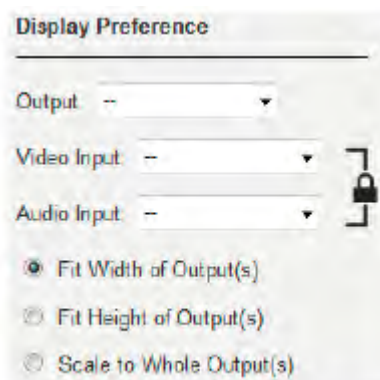 Display Preference
Output --
Video Input --
Audio Input --
Fit Width of Output(s)
Fit Height of Output(s)
Scale to Whole Output(s)